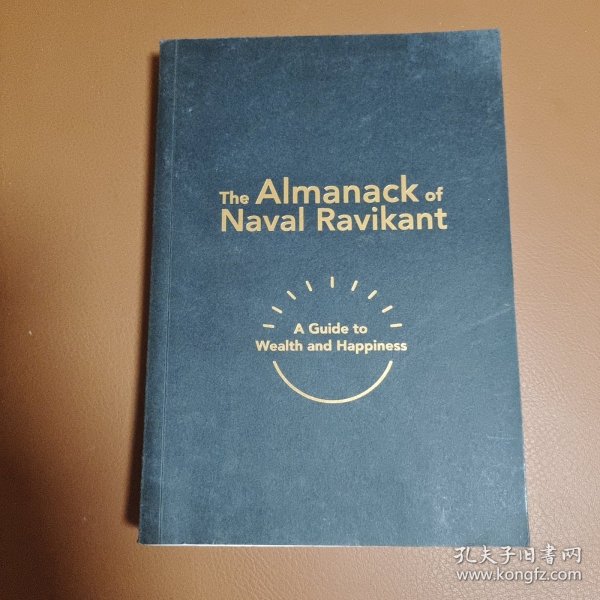 The Almanack of
Naval Ravikant
A Guide to
Wealth and Happiness
孔夫子旧书网
www.kongfz.com